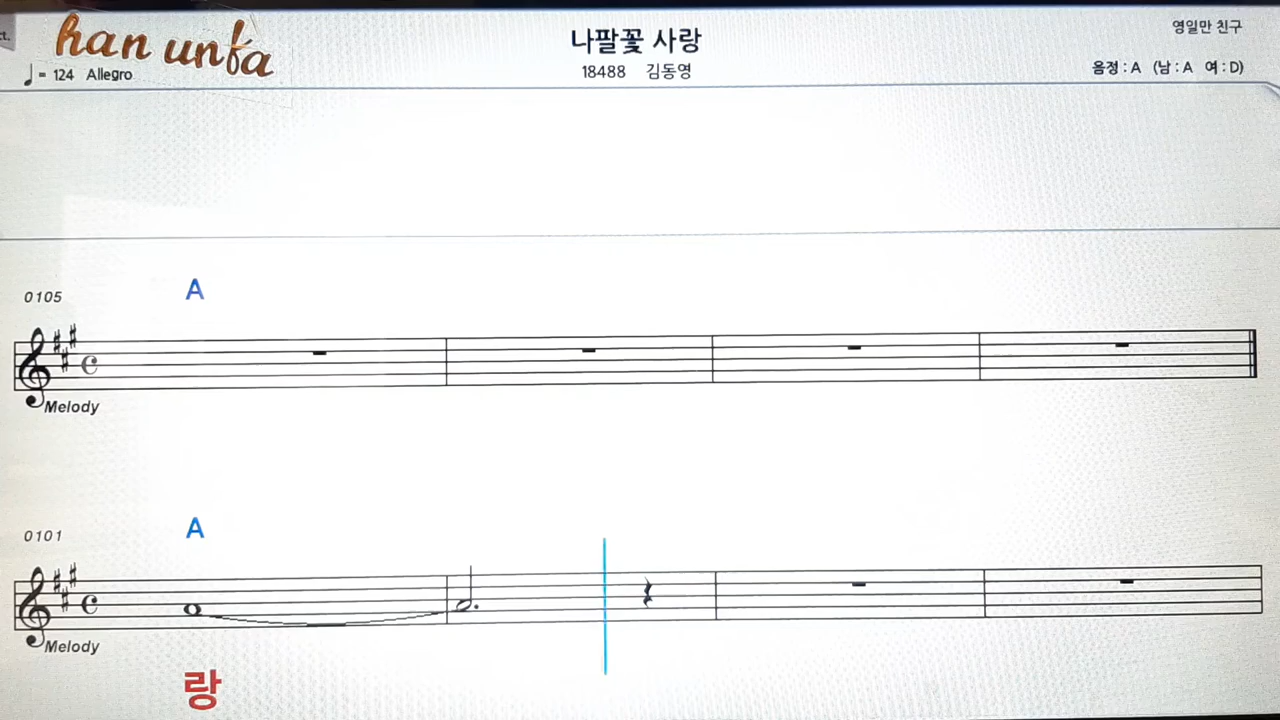 ct.
han unfa
♩= 124 Allegro
나팔꽃 사랑
18488 김동영
영일만 친구
음정 : A (남 : A 여 : D)
0105
A
Melody
0101
A
Melody
랑